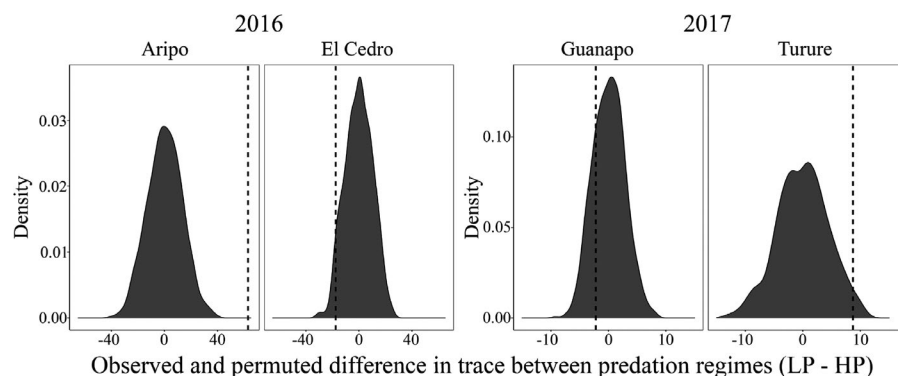 2016 2017
Aripo El Cedro Guanapo Turure
Density
0.03
0.02
0.01
0.00
Density
0.10
0.05
0.00
-40 0 40 -40 0 40 -10 0 10 -10 0 10
Observed and permuted difference in trace between predation regimes (LP - HP)